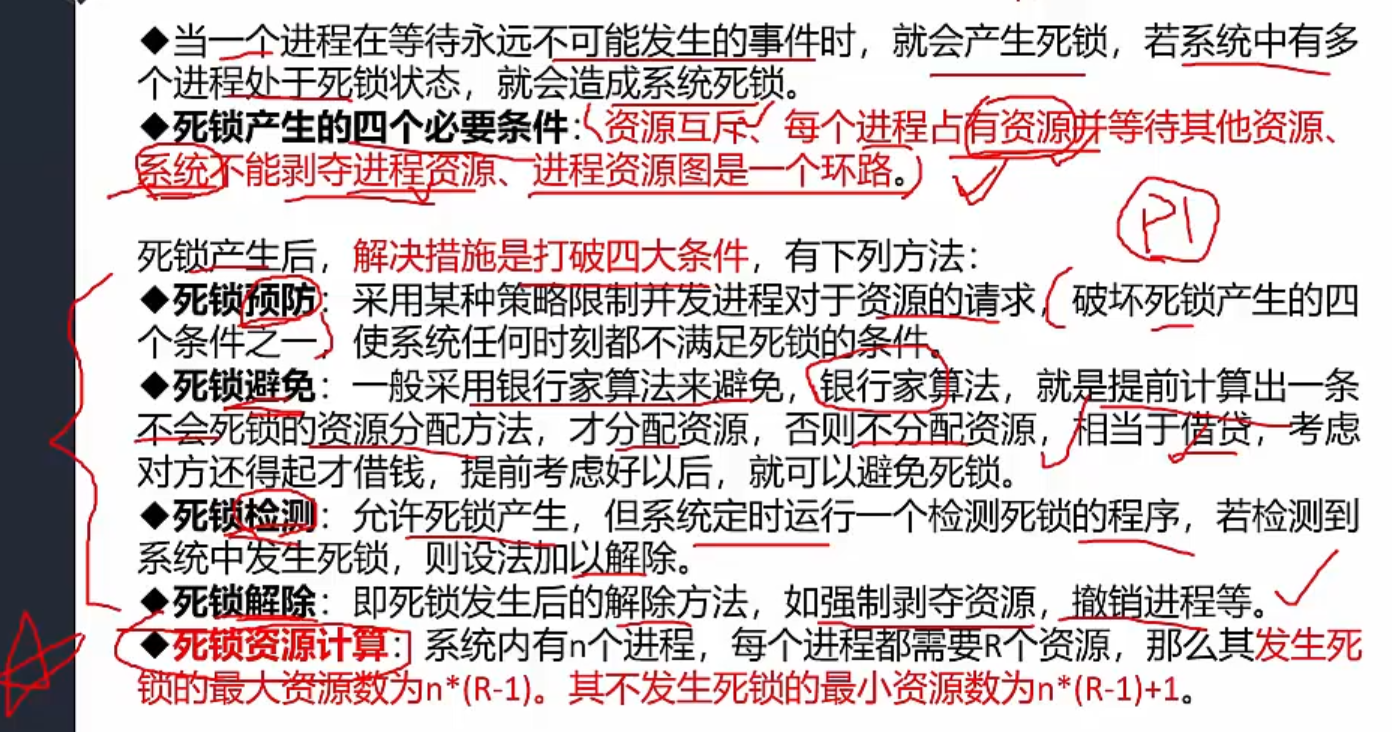 ◆当一个进程在等待永远不可能发生的事件时，就会产生死锁，若系统中有多
个进程处于死锁状态，就会造成系统死锁。
◆死锁产生的四个必要条件：资源互斥、每个进程占有资源并等待其他资源、
系统不能剥夺进程资源、进程资源图是一个环路。
P1
死锁产生后，解决措施是打破四大条件，有下列方法：
◆死锁预防：采用某种策略限制并发进程对于资源的请求，破坏死锁产生的四
个条件之一，使系统任何时刻都不满足死锁的条件。
◆死锁避免：一般采用银行家算法来避免，银行家算法，就是提前计算出一条
不会死锁的资源分配方法，才分配资源，否则不分配资源，相当于借贷，考虑
对方还得起才借钱，提前考虑好以后，就可以避免死锁。
◆死锁检测：允许死锁产生，但系统定时运行一个检测死锁的程序，若检测到
系统中发生死锁，则设法加以解除。
◆死锁解除：即死锁发生后的解除方法，如强制剥夺资源，撤销进程等。
◆死锁资源计算：系统内有n个进程，每个进程都需要R个资源，那么其发生死
锁的最大资源数为n*(R-1)。其不发生死锁的最小资源数为n*(R-1)+1。